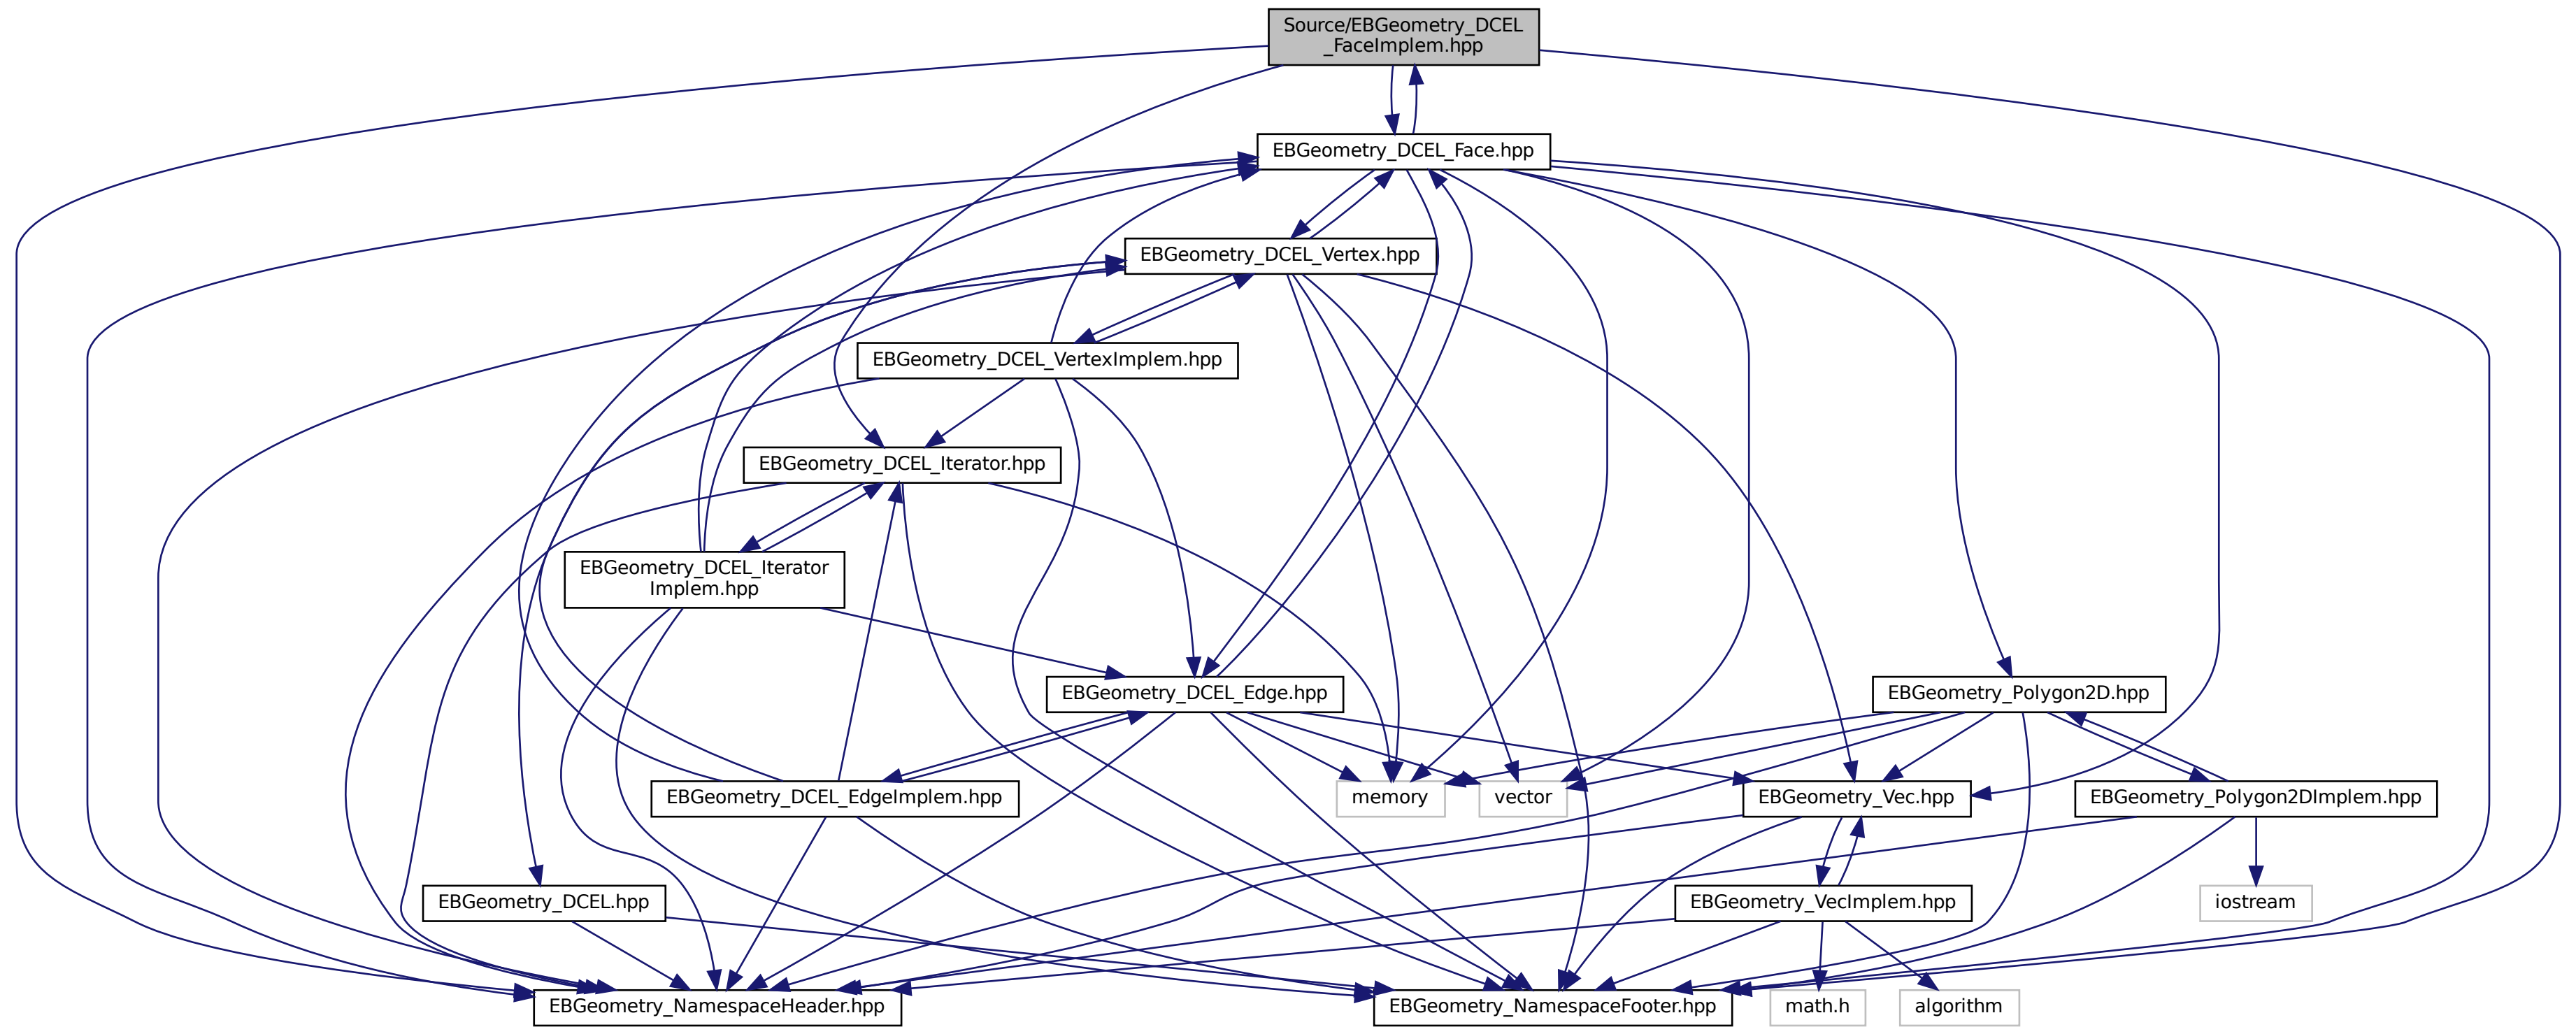 Source/EBGeometry_DCEL
_FaceImplem.hpp
EBGeometry_DCEL_Face.hpp
EBGeometry_DCEL_Vertex.hpp
EBGeometry_DCEL_VertexImplem.hpp
EBGeometry_DCEL_Iterator.hpp
EBGeometry_DCEL_Iterator
Implem.hpp
EBGeometry_DCEL_Edge.hpp
EBGeometry_Polygon2D.hpp
EBGeometry_DCEL_EdgeImplem.hpp
memory
vector
EBGeometry_Vec.hpp
EBGeometry_Polygon2DImplem.hpp
EBGeometry_DCEL.hpp
EBGeometry_VecImplem.hpp
iostream
EBGeometry_NamespaceHeader.hpp
EBGeometry_NamespaceFooter.hpp
math.h
algorithm